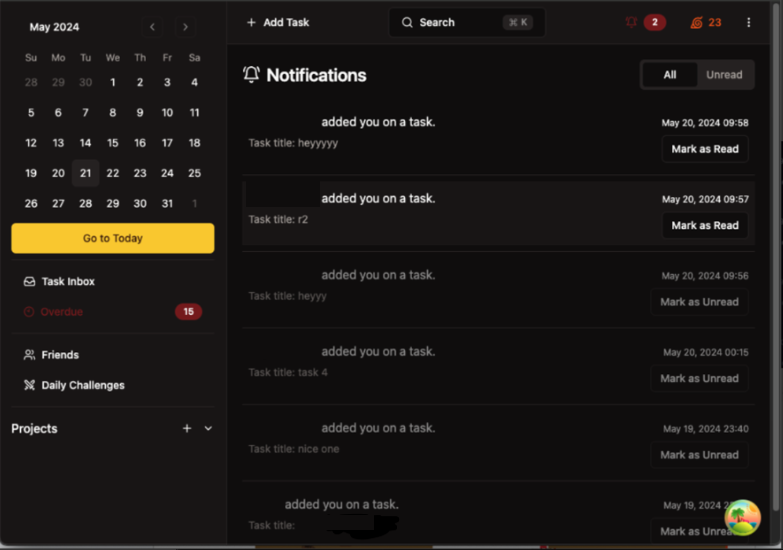 May 2024
Su Mo Tu We Th Fr Sa
28 29 30 1 2 3 4
5 6 7 8 9 10 11
12 13 14 15 16 17 18
19 20 21 22 23 24 25
26 27 28 29 30 31 1
Go to Today
Task Inbox
Overdue 15
Friends
Daily Challenges
Projects +
+ Add Task
Search ⌘ K
2
23
Notifications
All Unread
added you on a task. May 20, 2024 09:58
Task title: heyyyyy Mark as Read
added you on a task. May 20, 2024 09:57
Task title: r2 Mark as Read
added you on a task. May 20, 2024 09:56
Task title: heyyy Mark as Unread
added you on a task. May 20, 2024 00:15
Task title: task 4 Mark as Unread
added you on a task. May 19, 2024 23:40
Task title: nice one Mark as Unread
added you on a task. May 19, 2024
Task title: Mark as